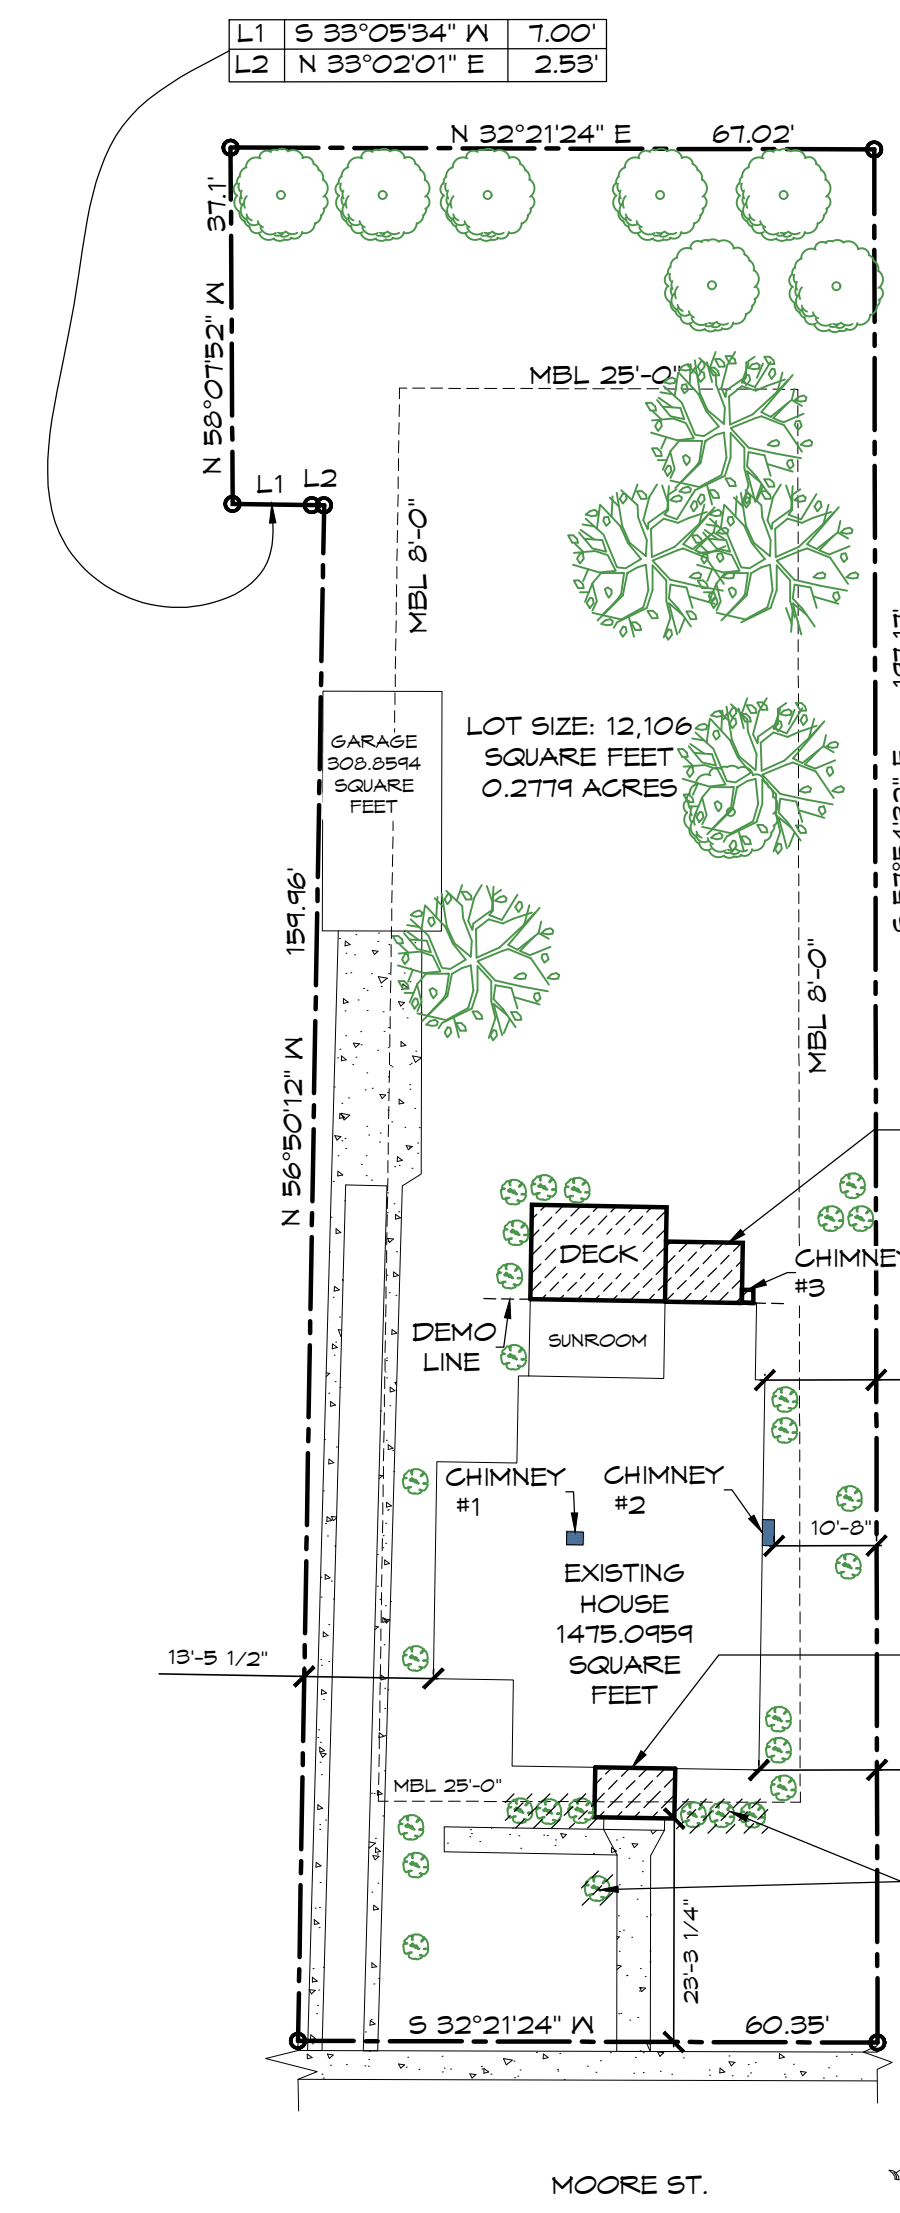 L1 S 33°05'34" W 7.00'
L2 N 33°02'01" E 2.53'
N 32°21'24" E 67.02'
37.1'
N 58°07'52" W
MBL 25'-0"
L1 L2
MBL 8'-0"
LOT SIZE: 12,106
SQUARE FEET
0.2779 ACRES
GARAGE
308.8594
SQUARE
FEET
159.96'
N 56°50'12" W
MBL 8'-0"
DECK
CHIMNEY
#3
DEMO
LINE
SUNROOM
CHIMNEY
#1
CHIMNEY
#2
10'-8"
EXISTING
HOUSE
1475.0959
SQUARE
FEET
13'-5 1/2"
MBL 25'-0"
23'-3 1/4"
S 32°21'24" W 60.35'
MOORE ST.